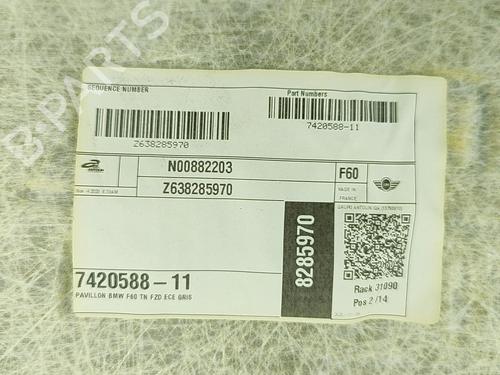 B-PARTS
SEQUENCE NUMBER
Part Numbers
Z638285970
7420588-11
N00882203
F60
Z638285970
MADE IN
FRANCE
8285970
7420588-11
PAVILLON BMW F60 TN FZD ECE GRIS
Rack 31090
Pos 2/14